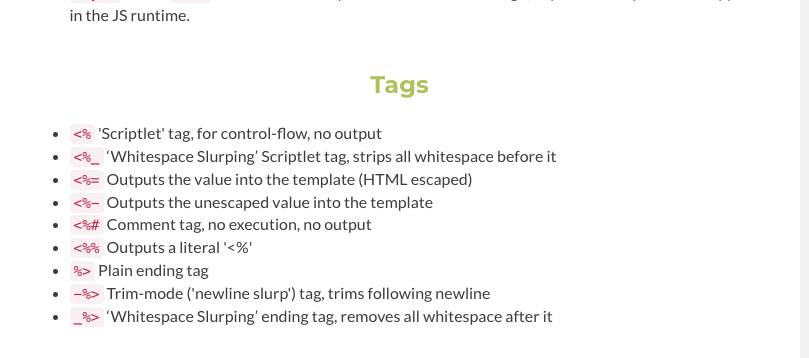 in the JS runtime.
Tags
<% 'Scriptlet' tag, for control-flow, no output
<%_ ‘Whitespace Slurping’ Scriptlet tag, strips all whitespace before it
<%= Outputs the value into the template (HTML escaped)
<%- Outputs the unescaped value into the template
<%# Comment tag, no execution, no output
<%% Outputs a literal '<%'
%> Plain ending tag
-%> Trim-mode ('newline slurp') tag, trims following newline
_%> ‘Whitespace Slurping’ ending tag, removes all whitespace after it